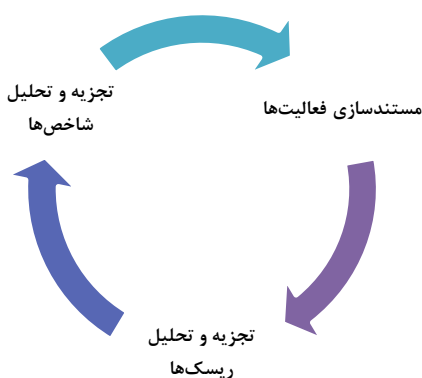 تجزیه و تحلیل
شاخص‌ها
مستندسازی فعالیت‌ها
تجزیه و تحلیل
ریسک‌ها